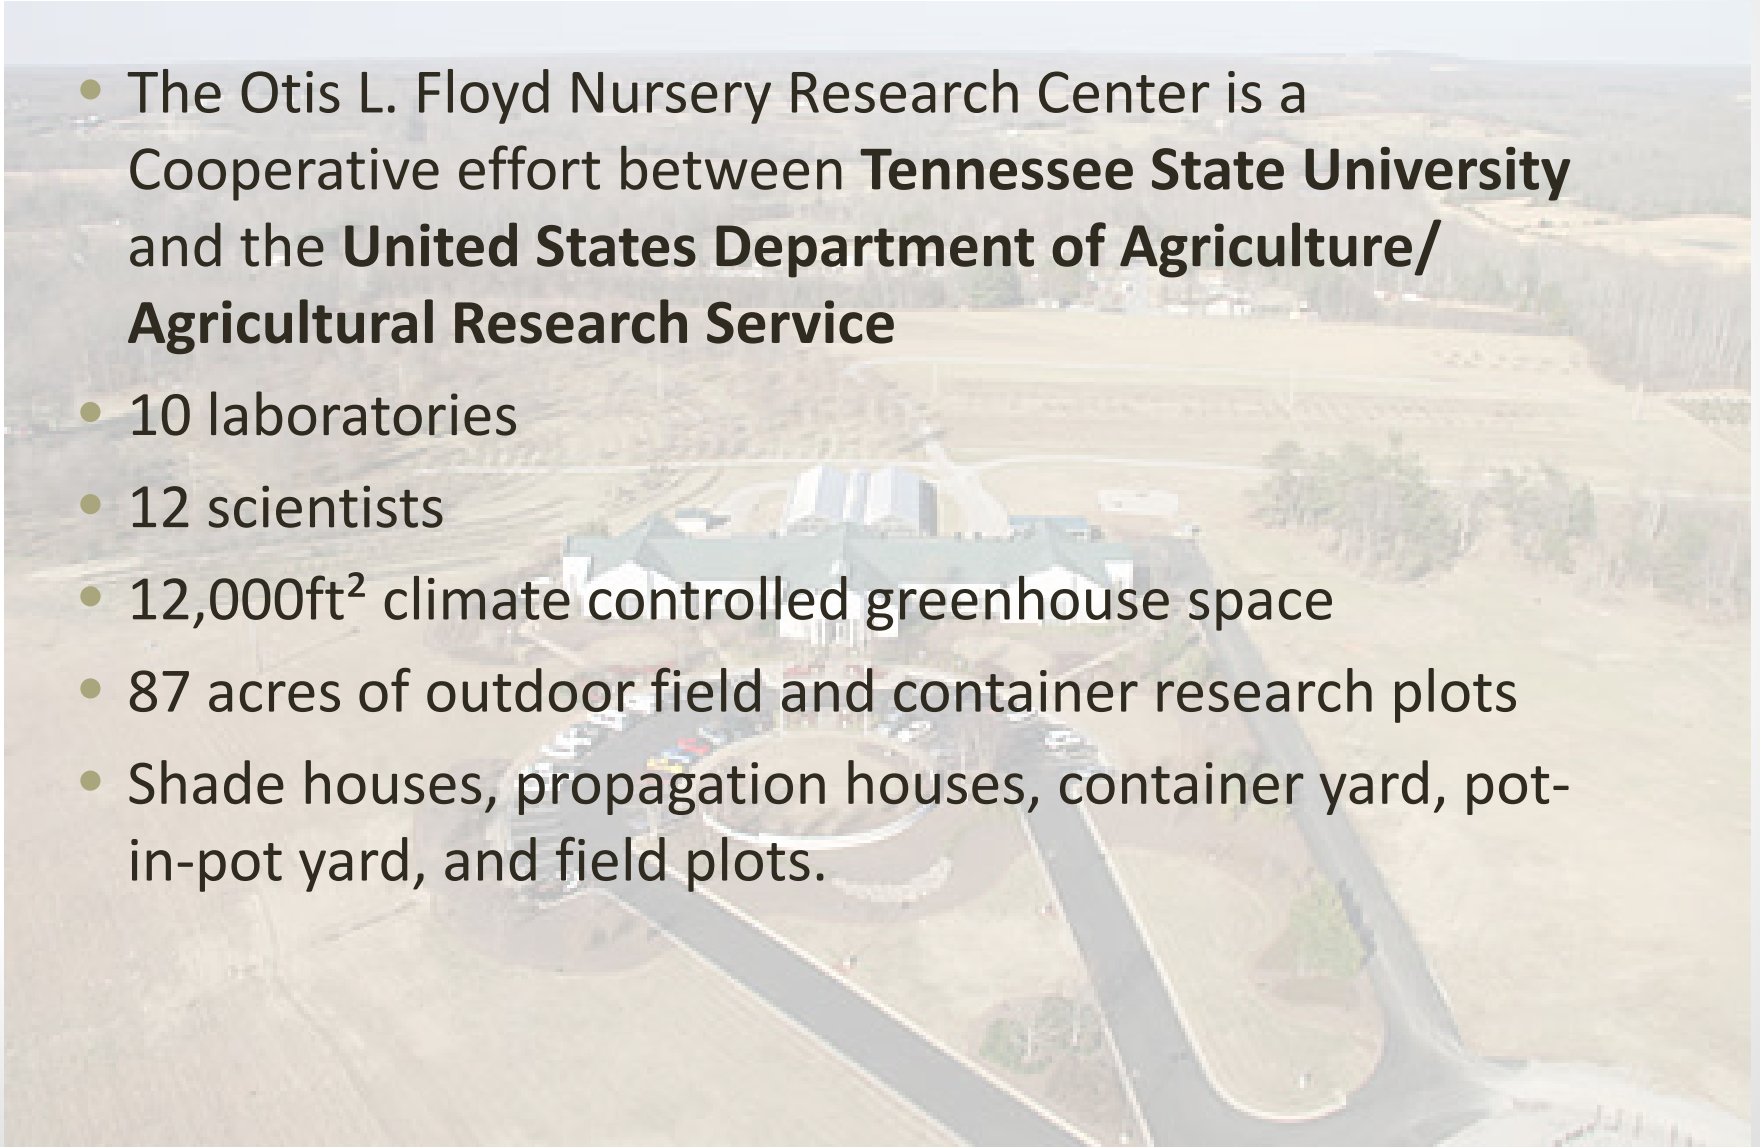 • The Otis L. Floyd Nursery Research Center is a
Cooperative effort between Tennessee State University
and the United States Department of Agriculture/
Agricultural Research Service
• 10 laboratories
• 12 scientists
• 12,000ft² climate controlled greenhouse space
• 87 acres of outdoor field and container research plots
• Shade houses, propagation houses, container yard, pot-
in-pot yard, and field plots.